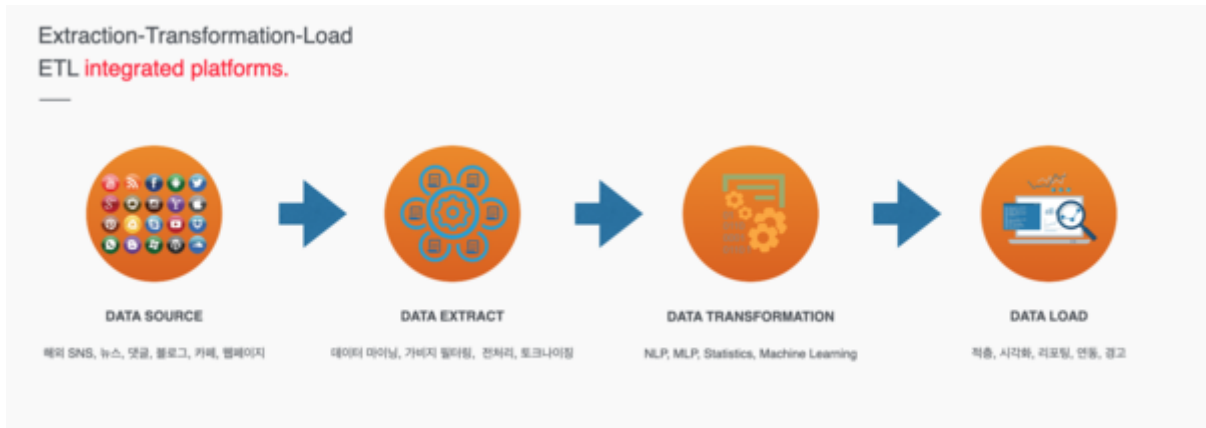 Extraction-Transformation-Load
ETL integrated platforms.
DATA SOURCE
해외 SNS, 뉴스, 댓글, 블로그, 카페, 웹페이지
DATA EXTRACT
데이터 마이닝, 가비지 필터링, 전처리, 토크나이징
DATA TRANSFORMATION
NLP, MLP, Statistics, Machine Learning
DATA LOAD
적층, 시각화, 리포팅, 연동, 경고